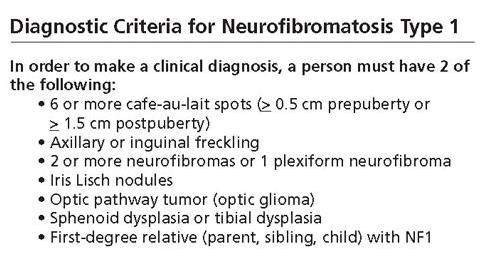 Diagnostic Criteria for Neurofibromatosis Type 1
In order to make a clinical diagnosis, a person must have 2 of
the following:
• 6 or more cafe-au-lait spots (≥ 0.5 cm prepuberty or
≥ 1.5 cm postpuberty)
• Axillary or inguinal freckling
• 2 or more neurofibromas or 1 plexiform neurofibroma
• Iris Lisch nodules
• Optic pathway tumor (optic glioma)
• Sphenoid dysplasia or tibial dysplasia
• First-degree relative (parent, sibling, child) with NF1